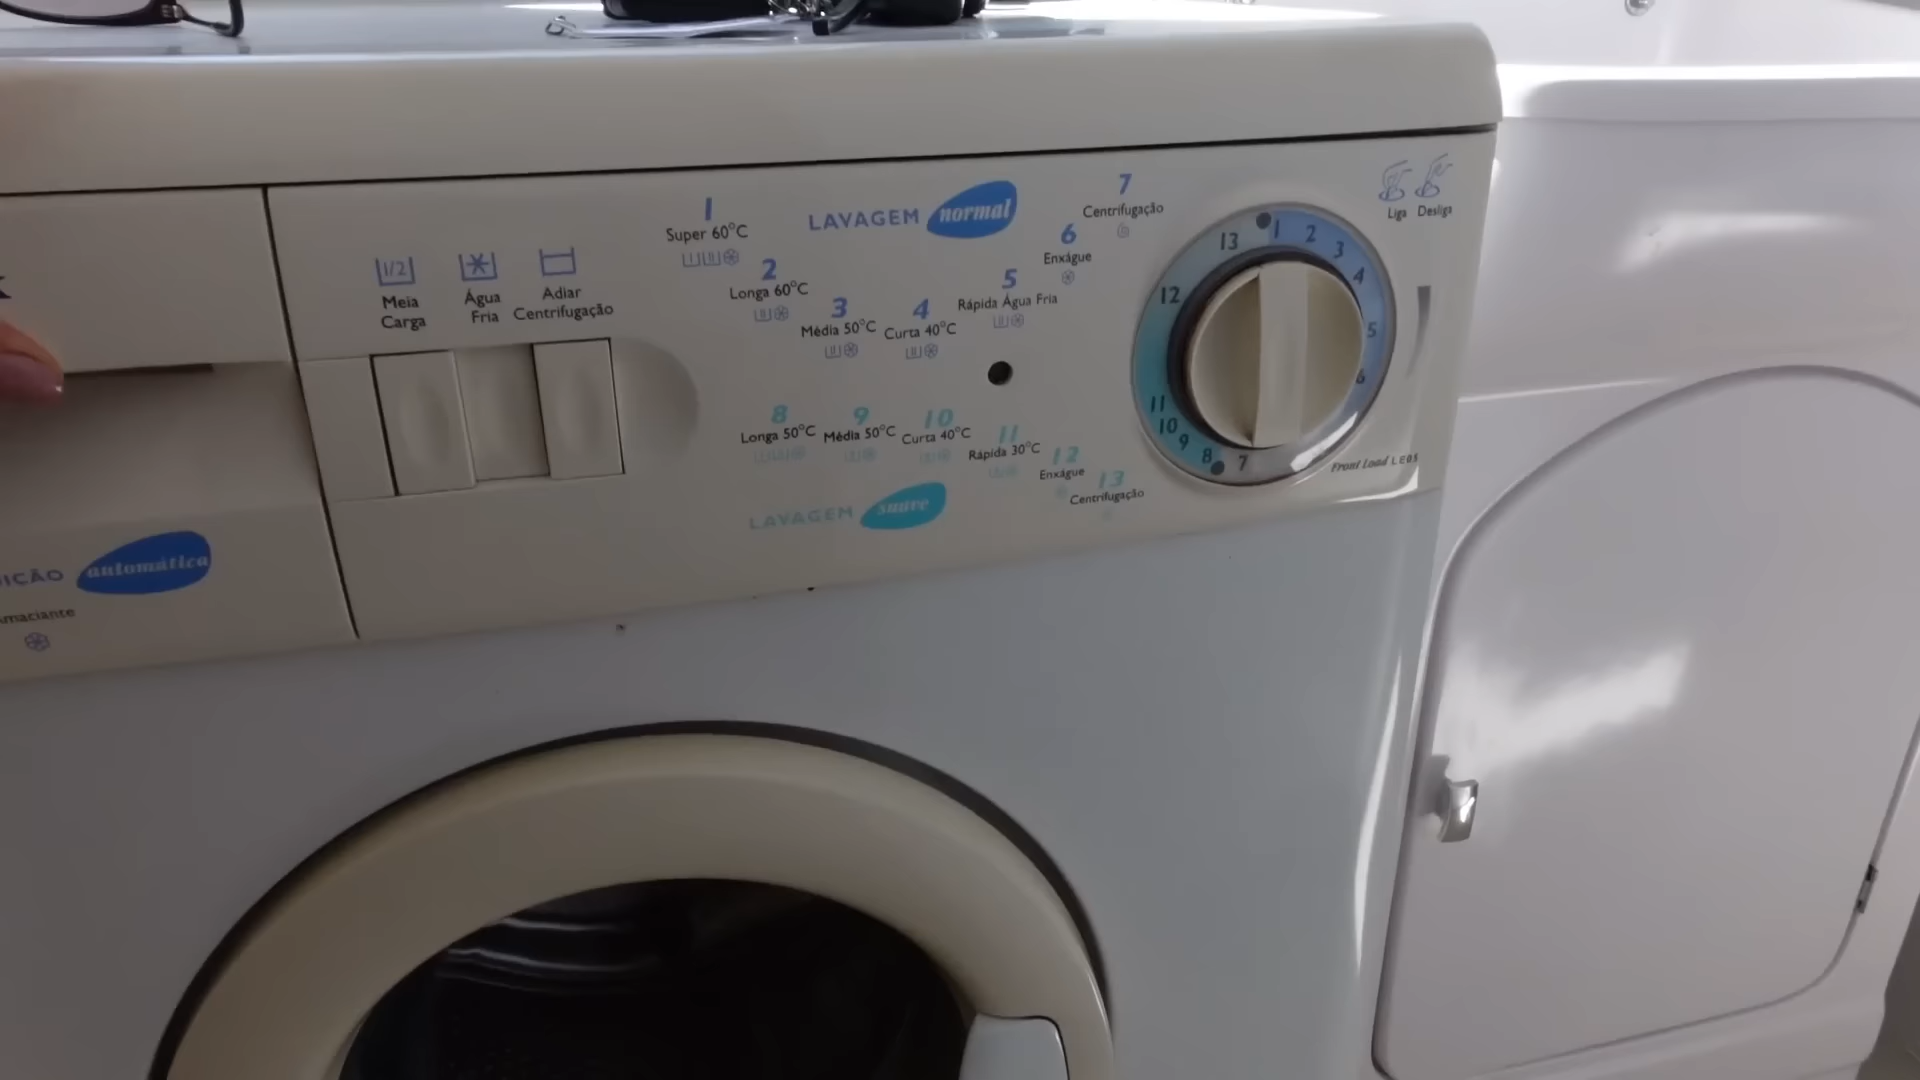 1/2
Meia
Carga
Água
Fria
Adiar
Centrifugação
1
Super 60°C
2
Longa 60°C
3
Média 50°C
4
Curta 40°C
5
Rápida Água Fria
6
Enxágue
7
Centrifugação
LAVAGEM normal
8
Longa 50°C
9
Média 50°C
10
Curta 40°C
11
Rápida 30°C
12
Enxágue
13
Centrifugação
LAVAGEM suave
1
2
3
4
5
6
7
8
9
10
11
12
13
Liga Desliga
Front Load LE05
automática